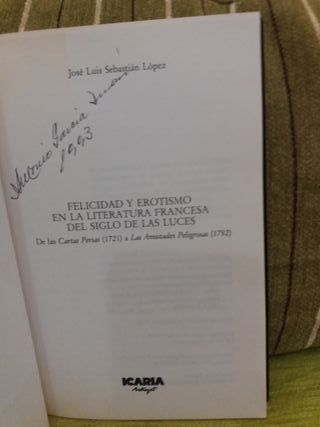 José Luis Sebastián López
Antonio García
1993
FELICIDAD Y EROTISMO
EN LA LITERATURA FRANCESA
DEL SIGLO DE LAS LUCES
De las Cartas Persas (1721) a Las Amistades Peligrosas (1782)
ICARIA